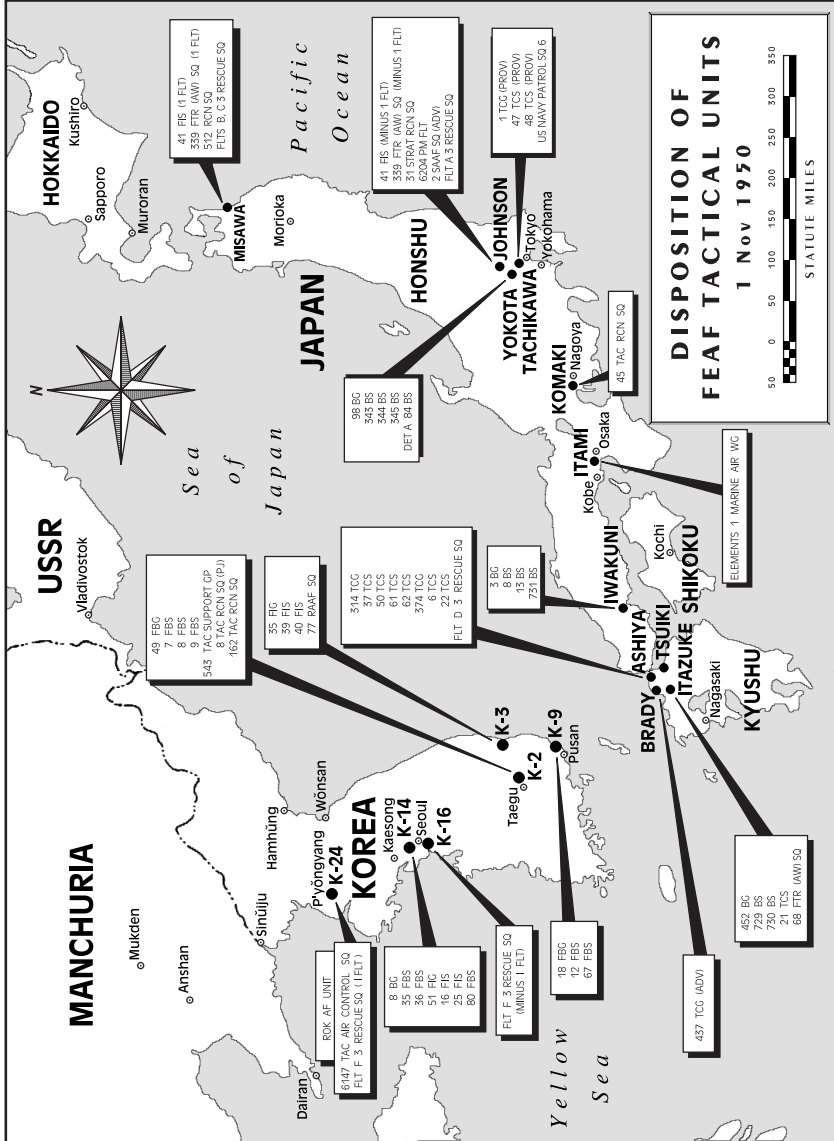 DISPOSITION OF
FEAF TACTICAL UNITS
1 Nov 1950
50 0 50 100 150 200 250 300 350
STATUTE MILES
N
MANCHURIA
Mukden
Anshan
Dairan
Sinŭiju
USSR
Vladivostok
Sea
of
Japan
HOKKAIDO
Kushiro
Sapporo
Muroran
Pacific
Ocean
MISAWA
Morioka
41 FIS (1 FLT)
339 FTR (AW) SQ (1 FLT)
512 RCN SQ
FLTS B, C 3 RESCUE SQ
JAPAN
HONSHU
JOHNSON
41 FIS (MINUS 1 FLT)
339 FTR (AW) SQ (MINUS 1 FLT)
31 STRAT RCN SQ
6204 PM FLT
2 SAAF SQ (ADV)
FLT A 3 RESCUE SQ
YOKOTA
TACHIKAWA
Tokyo
Yokohama
1 TCG (PROV)
47 TCS (PROV)
48 TCS (PROV)
US NAVY PATROL SQ 6
98 BG
343 BS
344 BS
345 BS
DET A 84 BS
KOMAKI
Nagoya
45 TAC RCN SQ
ITAMI
Osaka
Kobe
ELEMENTS 1 MARINE AIR WG
SHIKOKU
Kochi
IWAKUNI
3 BG
8 BS
13 BS
731 BS
ASHIYA
314 TCG
37 TCS
50 TCS
61 TCS
62 TCS
374 TCG
6 TCS
22 TCS
FLT D 3 RESCUE SQ
TSUIKI
ITAZUKE
BRADY
Nagasaki
KYUSHU
452 BG
729 BS
730 BS
21 TCS
68 FTR (AW) SQ
437 TCG (ADV)
KOREA
Hamhŭng
Wŏnsan
P'yŏngyang
K-24
ROK AF UNIT
6147 TAC AIR CONTROL SQ
FLT F 3 RESCUE SQ (1 FLT)
Kaesong
K-14
Seoul
K-16
8 BG
35 FBS
36 FBS
51 FIG
16 FIS
25 FIS
80 FBS
FLT F 3 RESCUE SQ
(MINUS 1 FLT)
K-3
35 FIG
39 FIS
40 FIS
77 RAAF SQ
K-2
Taegu
49 FBG
7 FBS
8 FBS
9 FBS
543 TAC SUPPORT GP
8 TAC RCN SQ (PJ)
162 TAC RCN SQ
K-9
Pusan
18 FBG
12 FBS
67 FBS
Yellow
Sea